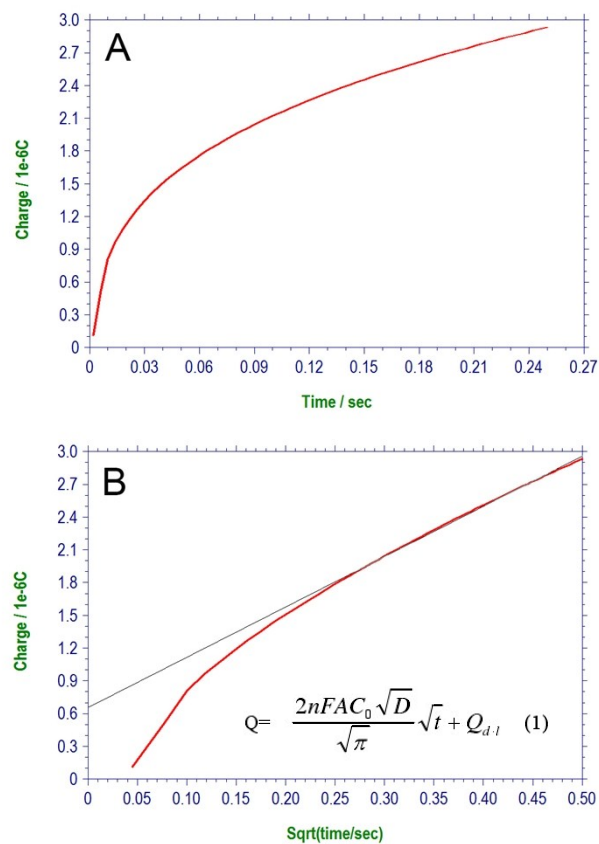 A
3.0
2.7
2.4
2.1
1.8
1.5
1.2
0.9
0.6
0.3
0
Charge / 1e-6C
0 0.03 0.06 0.09 0.12 0.15 0.18 0.21 0.24 0.27
Time / sec
B
3.0
2.7
2.4
2.1
1.8
1.5
1.2
0.9
0.6
0.3
0
Charge / 1e-6C
Q= 2nFAC₀√D / √π √t + Q_{d·l} (1)
0 0.05 0.10 0.15 0.20 0.25 0.30 0.35 0.40 0.45 0.50
Sqrt(time/sec)